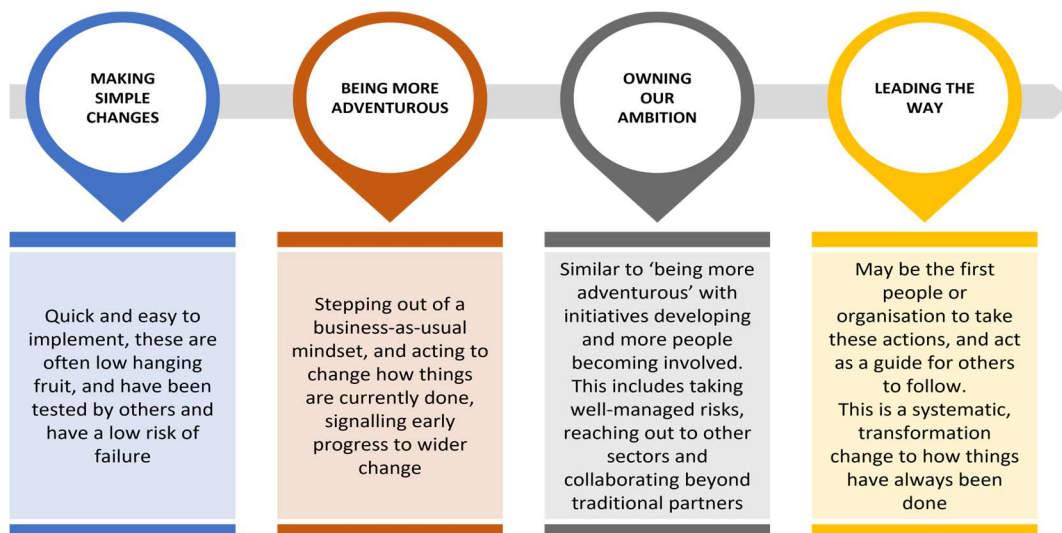 MAKING
SIMPLE
CHANGES
BEING MORE
ADVENTUROUS
OWNING
OUR
AMBITION
LEADING THE
WAY
Quick and easy to
implement, these are
often low hanging
fruit, and have been
tested by others and
have a low risk of
failure
Stepping out of a
business-as-usual
mindset, and acting to
change how things
are currently done,
signalling early
progress to wider
change
Similar to ‘being more
adventurous’ with
initiatives developing
and more people
becoming involved.
This includes taking
well-managed risks,
reaching out to other
sectors and
collaborating beyond
traditional partners
May be the first
people or
organisation to take
these actions, and act
as a guide for others
to follow.
This is a systematic,
transformation
change to how things
have always been
done